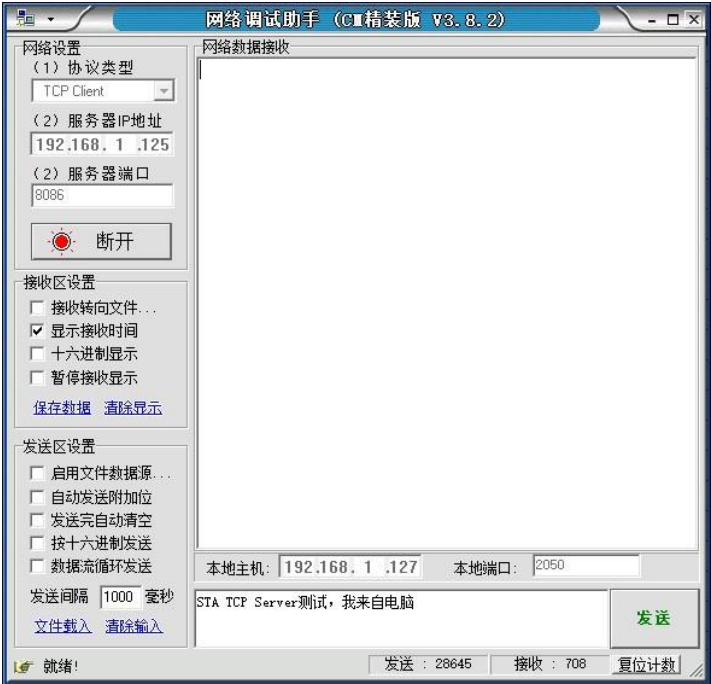 网络调试助手 (CM精装版 V3.8.2)
网络设置
(1) 协议类型
TCP Client
(2) 服务器IP地址
192.168. 1 .125
(2) 服务器端口
8086
断开
接收区设置
接收转向文件...
显示接收时间
十六进制显示
暂停接收显示
保存数据 清除显示
发送区设置
启用文件数据源...
自动发送附加位
发送完自动清空
按十六进制发送
数据流循环发送
发送间隔 1000 毫秒
文件载入 清除输入
网络数据接收
本地主机: 192.168. 1 .127 本地端口: 2050
STA TCP Server测试，我来自电脑
发送
就绪! 发送 : 28645 接收 : 708 复位计数